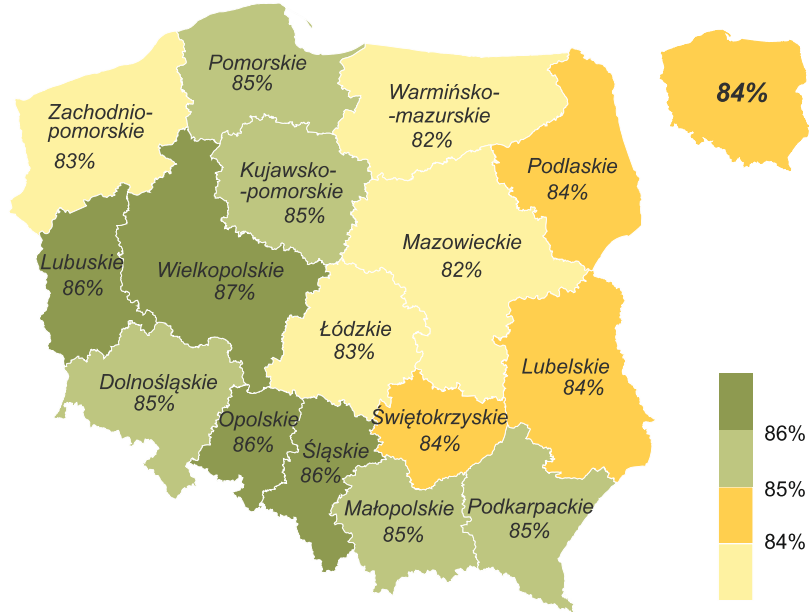 Pomorskie
85%
84%
Zachodnio-
pomorskie
83%
Warmińsko-
-mazurskie
82%
Kujawsko-
-pomorskie
85%
Podlaskie
84%
Lubuskie
86%
Wielkopolskie
87%
Mazowieckie
82%
Łódzkie
83%
Lubelskie
84%
Dolnośląskie
85%
Opolskie
86%
Śląskie
86%
Świętokrzyskie
84%
Małopolskie
85%
Podkarpackie
85%
86%
85%
84%